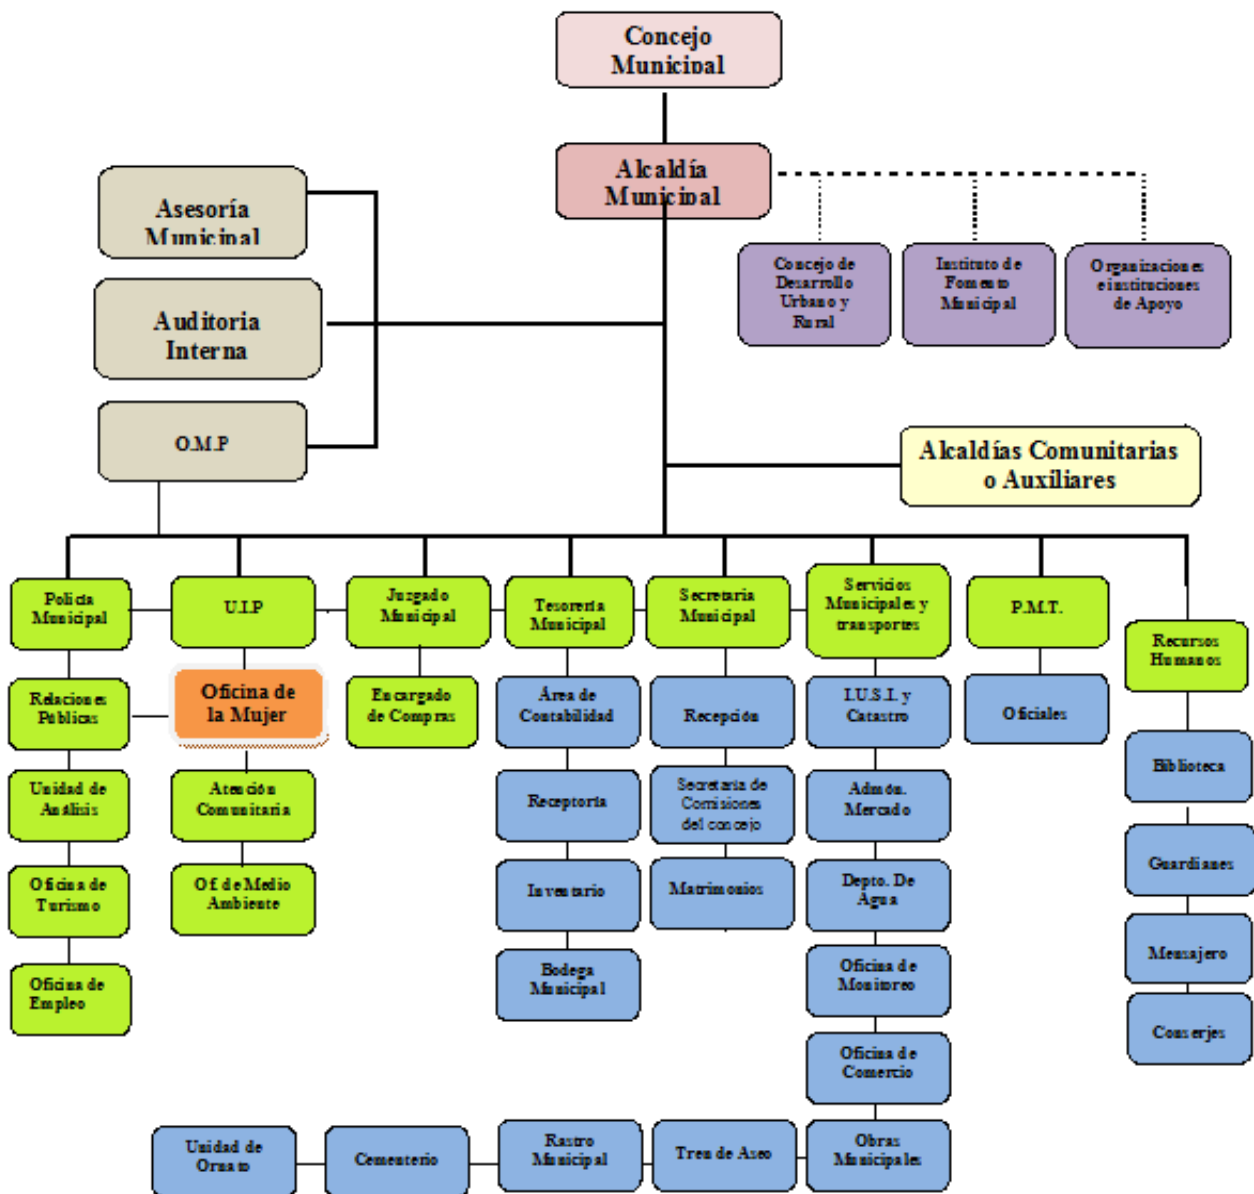 Concejo
Municipal
Alcaldía
Municipal
Asesoría
Municipal
Concejo de
Desarrollo
Urbano y
Rural
Instituto de
Fomento
Municipal
Organizaciones
e instituciones
de Apoyo
Auditoria
Interna
O.M.P
Alcaldías Comunitarias
o Auxiliares
Policía
Municipal
U.I.P
Juzgado
Municipal
Tesorería
Municipal
Secretaria
Municipal
Servicios
Municipales y
transportes
P.M.T.
Recursos
Humanos
Relaciones
Públicas
Oficina de
la Mujer
Encargado
de Compras
Área de
Contabilidad
Recepción
I.U.S.I. y
Catastro
Oficiales
Biblioteca
Unidad de
Análisis
Atención
Comunitaria
Receptoría
Secretaria de
Comisiones
del concejo
Admón.
Mercado
Guardianes
Oficina de
Turismo
Of. de Medio
Ambiente
Inventario
Matrimonios
Depto. De
Agua
Mensajero
Oficina de
Empleo
Bodega
Municipal
Oficina de
Monitoreo
Conserjes
Oficina de
Comercio
Unidad de
Ornato
Cementerio
Rastro
Municipal
Tren de Aseo
Obras
Municipales